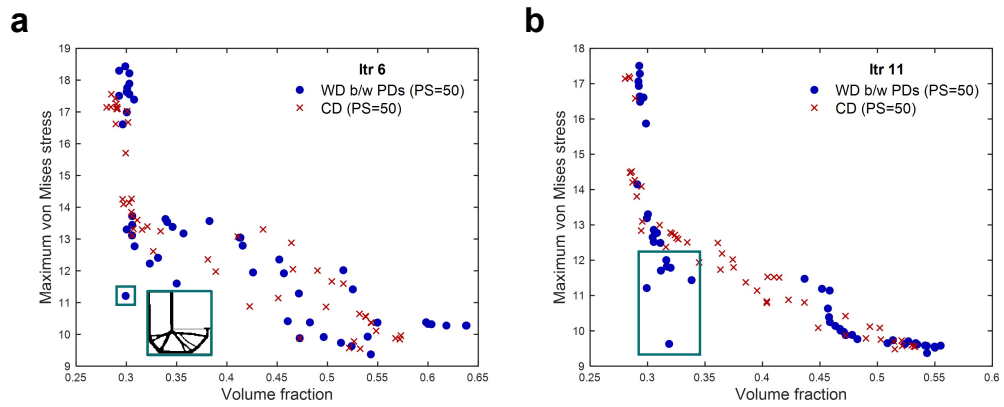 a
Itr 6
WD b/w PDs (PS=50)
CD (PS=50)
Maximum von Mises stress
19
18
17
16
15
14
13
12
11
10
9
0.25 0.3 0.35 0.4 0.45 0.5 0.55 0.6 0.65
Volume fraction
b
Itr 11
WD b/w PDs (PS=50)
CD (PS=50)
Maximum von Mises stress
18
17
16
15
14
13
12
11
10
9
0.25 0.3 0.35 0.4 0.45 0.5 0.55 0.6
Volume fraction